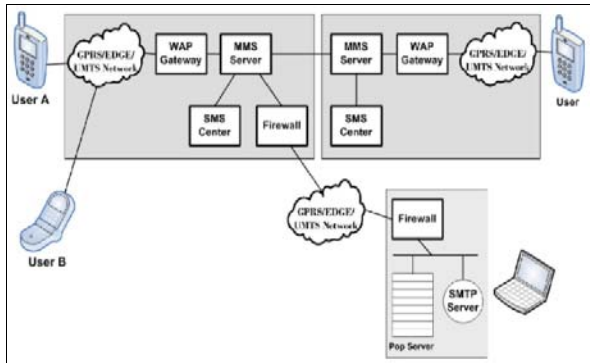 User A
GPRS/EDGE/
UMTS Network
WAP
Gateway
MMS
Server
SMS
Center
Firewall
MMS
Server
WAP
Gateway
SMS
Center
GPRS/EDGE/
UMTS Network
User
User B
GPRS/EDGE/
UMTS Network
Firewall
SMTP
Server
Pop Server